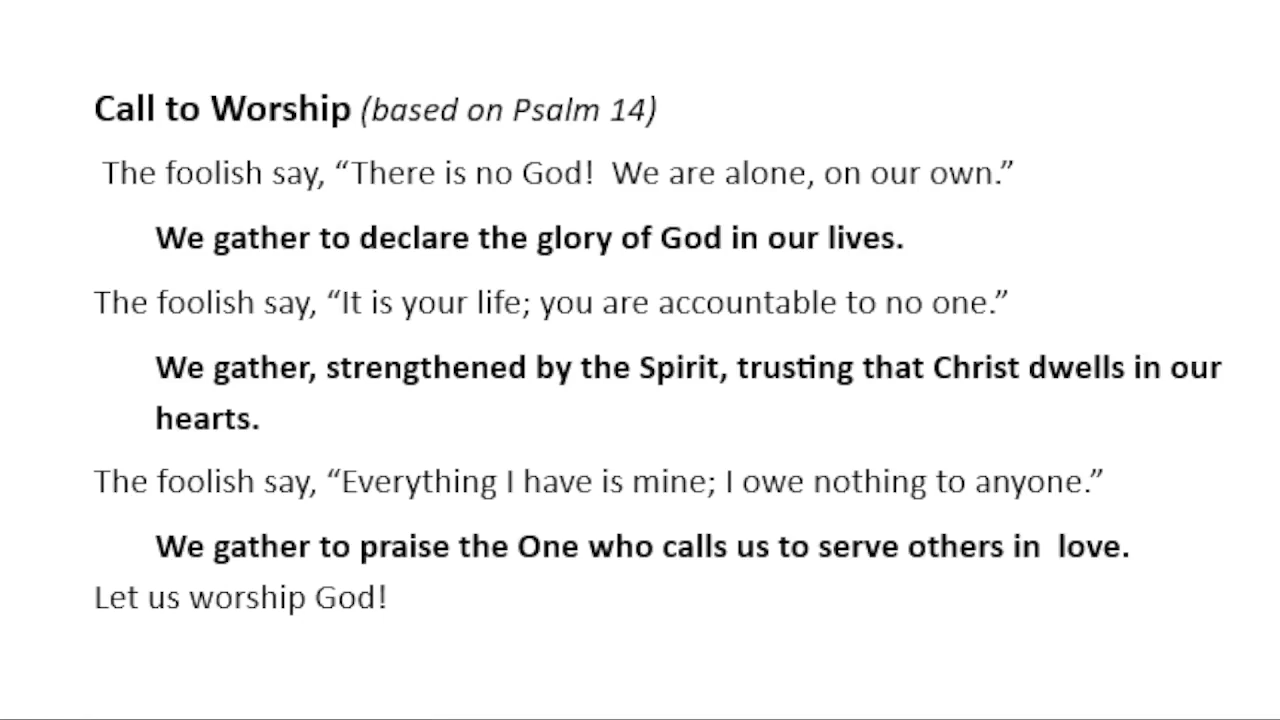 Call to Worship (based on Psalm 14)
The foolish say, “There is no God!  We are alone, on our own.”
We gather to declare the glory of God in our lives.
The foolish say, “It is your life; you are accountable to no one.”
We gather, strengthened by the Spirit, trusting that Christ dwells in our
hearts.
The foolish say, “Everything I have is mine; I owe nothing to anyone.”
We gather to praise the One who calls us to serve others in  love.
Let us worship God!